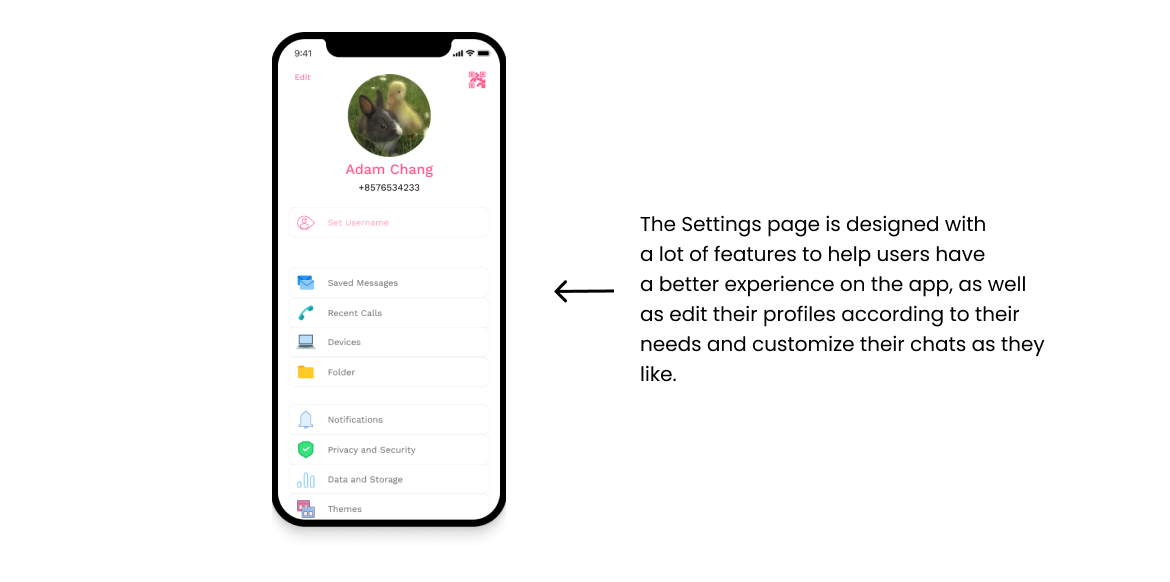 9:41
Edit
Adam Chang
+8576534233
Set Username
Saved Messages
Recent Calls
Devices
Folder
Notifications
Privacy and Security
Data and Storage
Themes
The Settings page is designed with
a lot of features to help users have
a better experience on the app, as well
as edit their profiles according to their
needs and customize their chats as they
like.